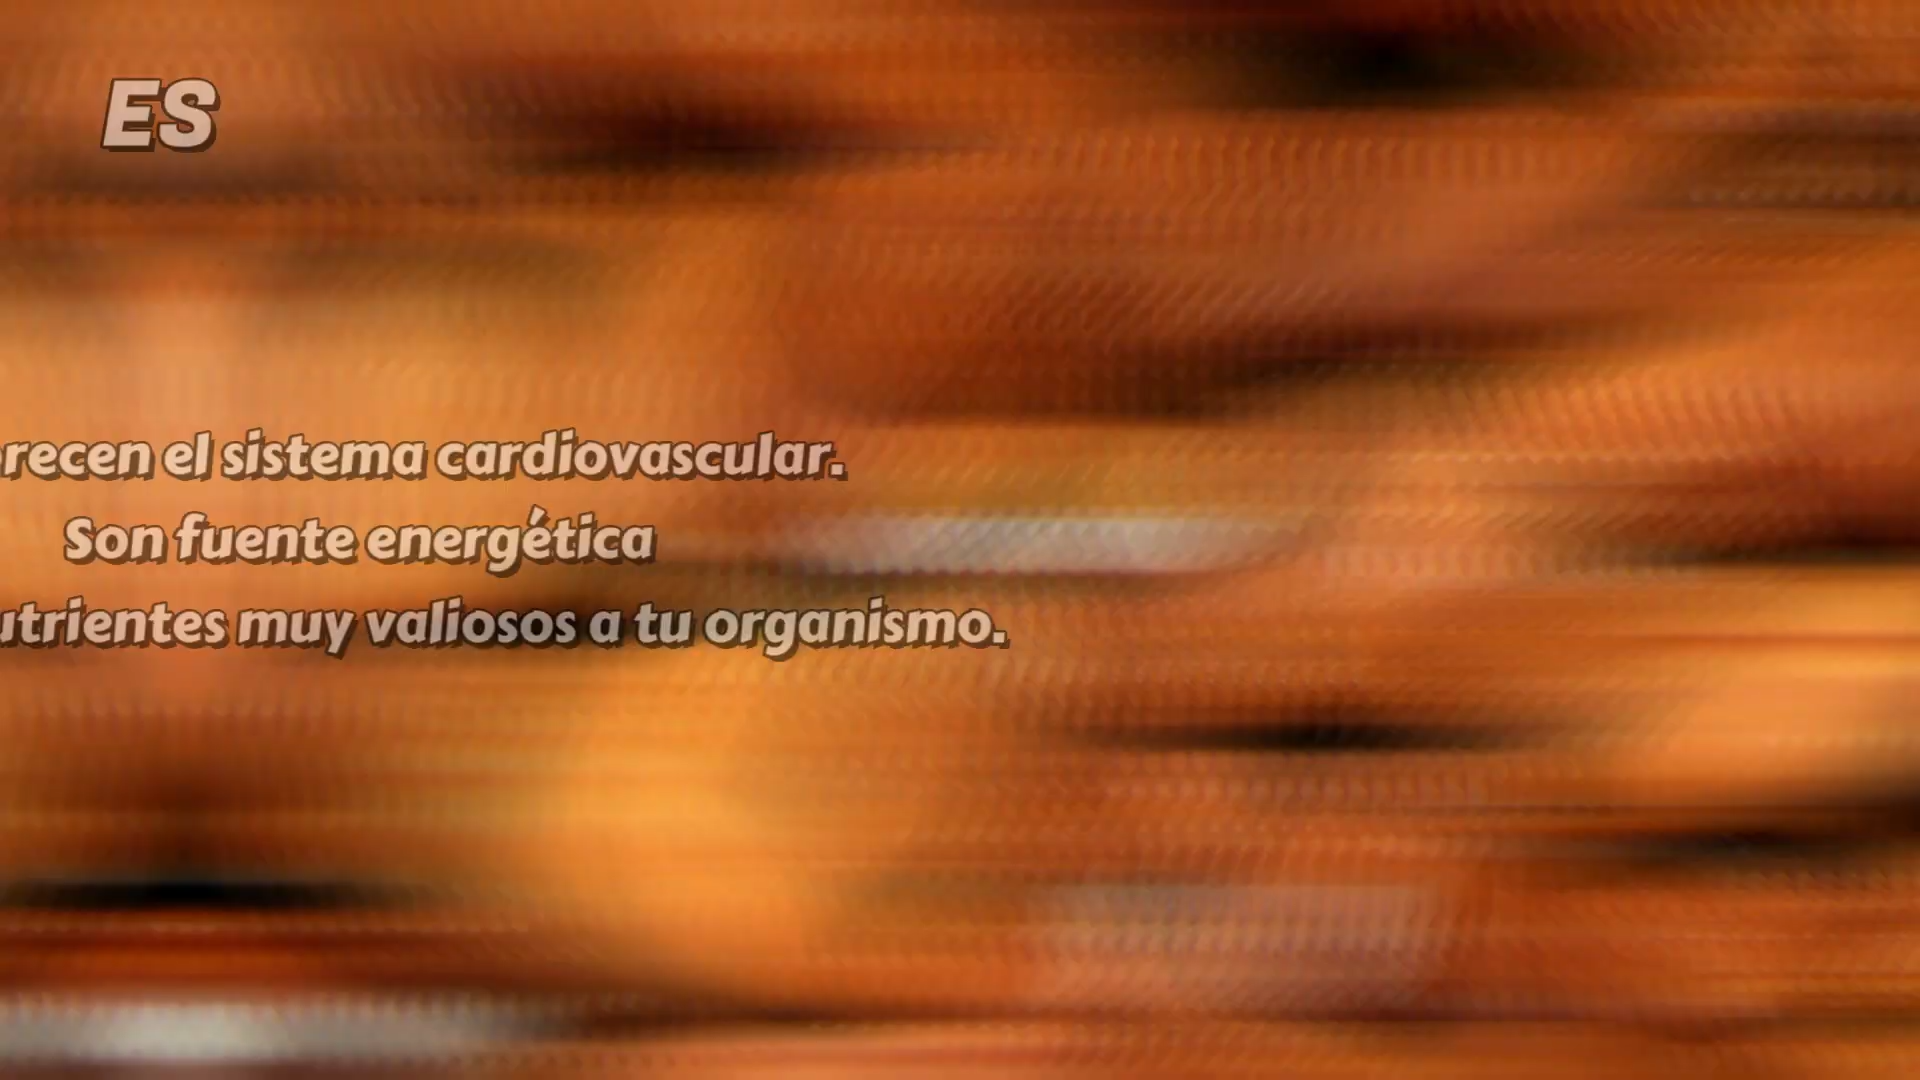 ES
recen el sistema cardiovascular.
Son fuente energética
utrientes muy valiosos a tu organismo.